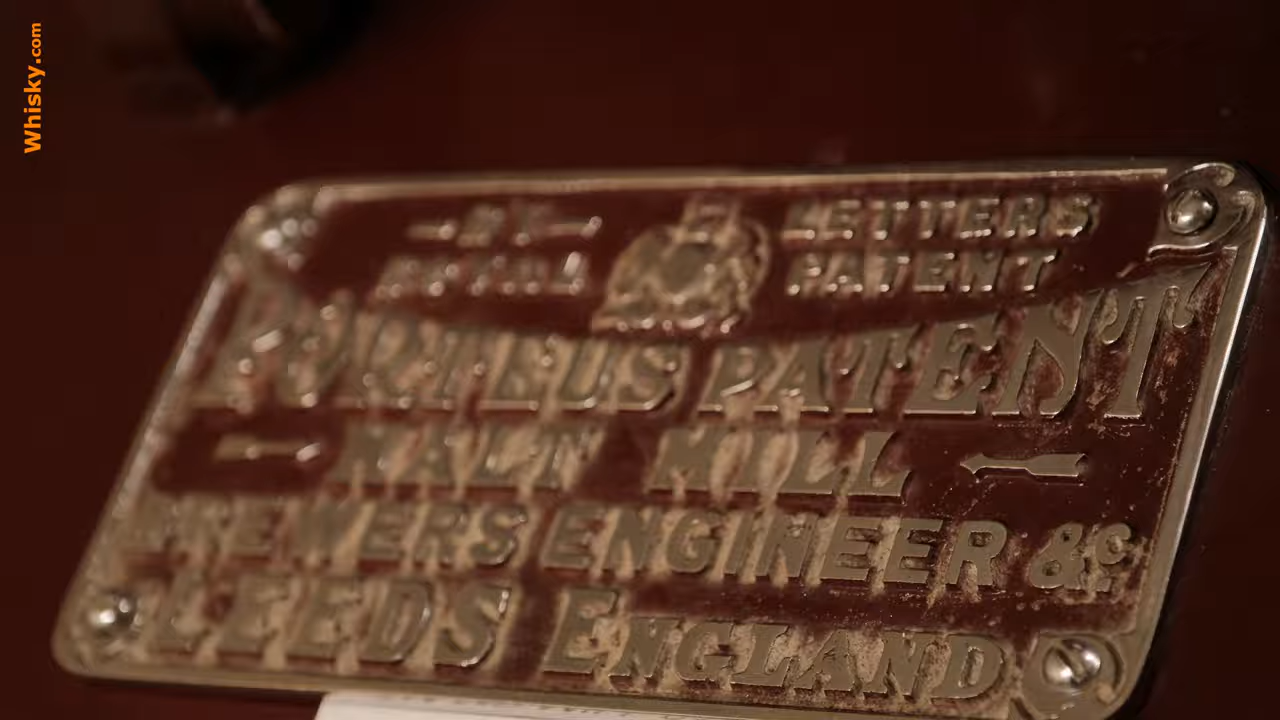 Whisky.com
BY LETTERS
ROYAL PATENT
PORTEUS PATENT
MALT MILL
BREWERS ENGINEER &C.
LEEDS ENGLAND